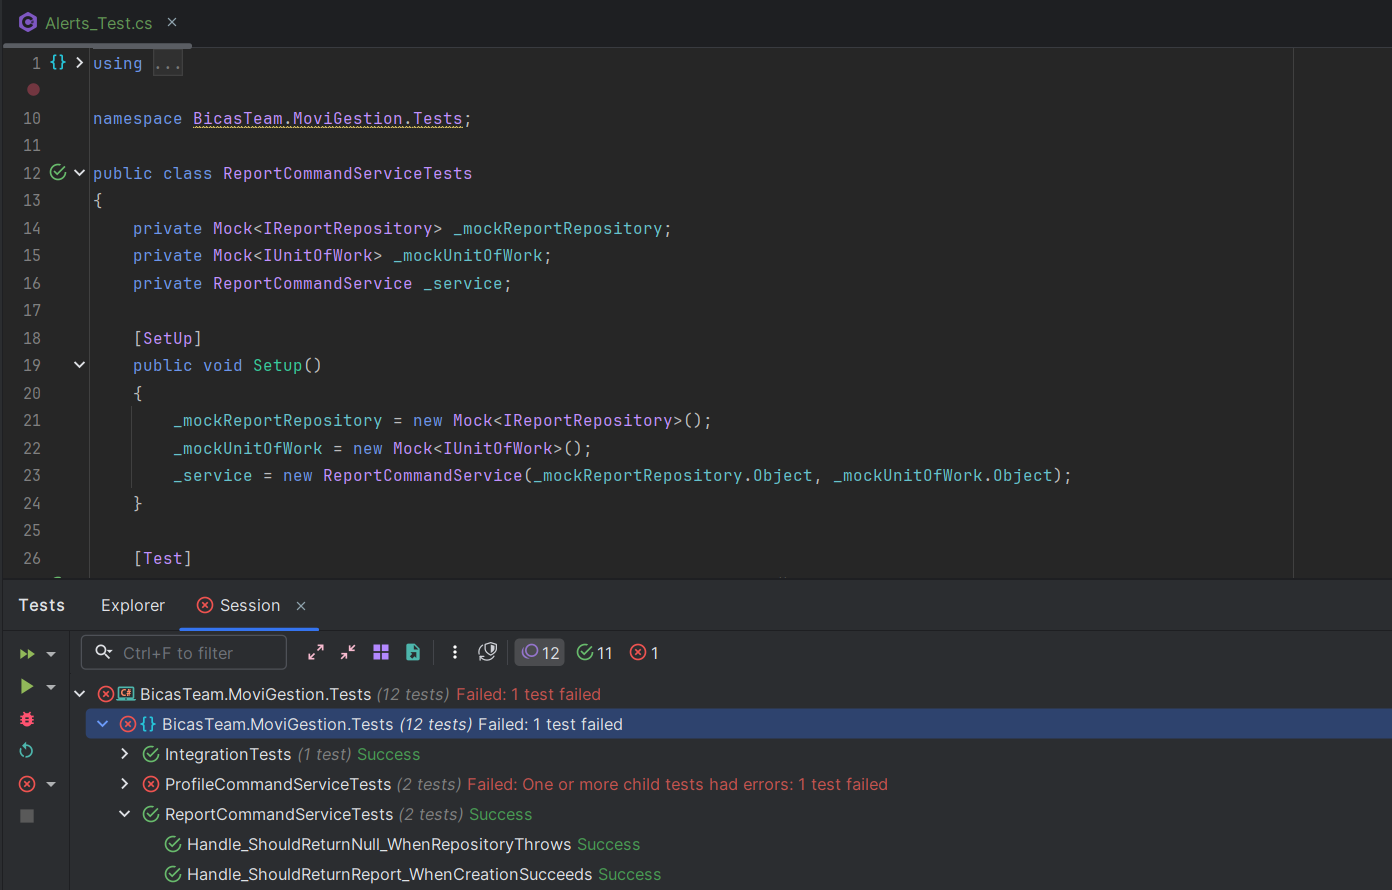 Alerts_Test.cs ×
1 {} using ...
10 namespace BicasTeam.MoviGestion.Tests;
11
12 public class ReportCommandServiceTests
13 {
14 private Mock<IReportRepository> _mockReportRepository;
15 private Mock<IUnitOfWork> _mockUnitOfWork;
16 private ReportCommandService _service;
17
18 [SetUp]
19 public void Setup()
20 {
21 _mockReportRepository = new Mock<IReportRepository>();
22 _mockUnitOfWork = new Mock<IUnitOfWork>();
23 _service = new ReportCommandService(_mockReportRepository.Object, _mockUnitOfWork.Object);
24 }
25
26 [Test]
Tests Explorer Session ×
Ctrl+F to filter 12 11 1
C# BicasTeam.MoviGestion.Tests (12 tests) Failed: 1 test failed
{} BicasTeam.MoviGestion.Tests (12 tests) Failed: 1 test failed
IntegrationTests (1 test) Success
ProfileCommandServiceTests (2 tests) Failed: One or more child tests had errors: 1 test failed
ReportCommandServiceTests (2 tests) Success
Handle_ShouldReturnNull_WhenRepositoryThrows Success
Handle_ShouldReturnReport_WhenCreationSucceeds Success